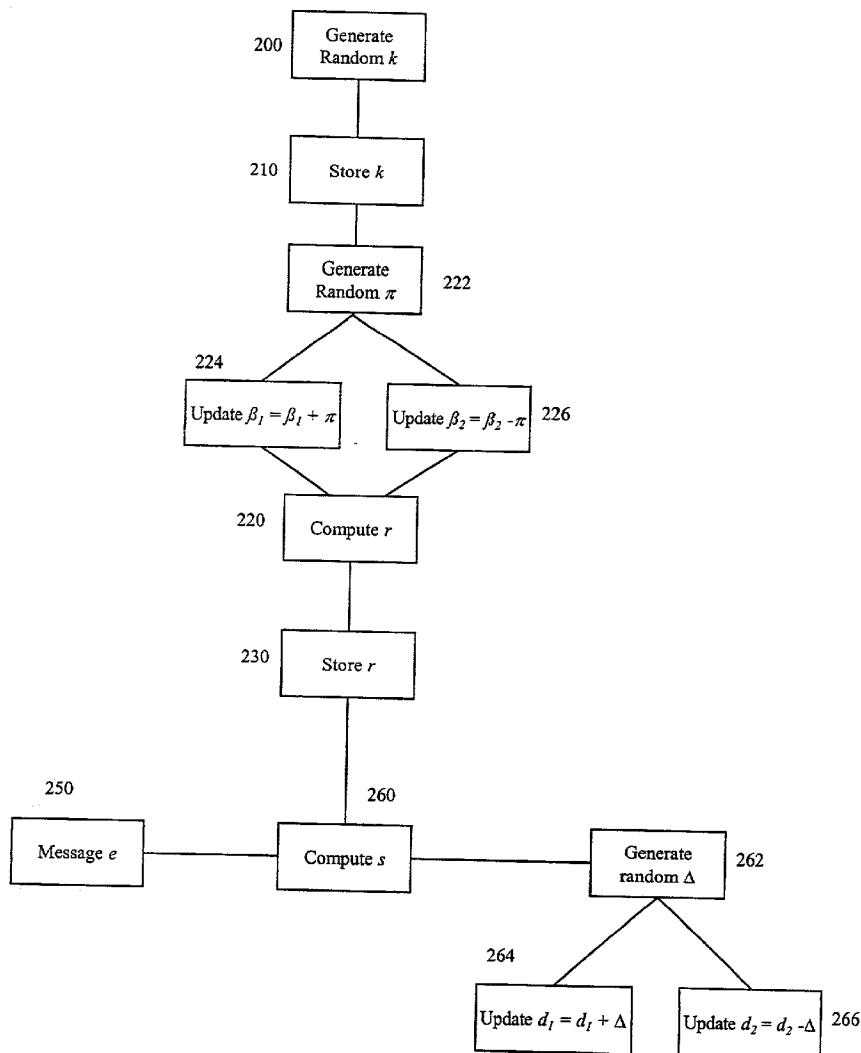 200
Generate
Random k
210
Store k
Generate
Random π
222
224
Update β1 = β1 + π
Update β2 = β2 -π
226
220
Compute r
230
Store r
250
260
Message e
Compute s
Generate
random Δ
262
264
Update d1 = d1 + Δ
Update d2 = d2 -Δ
266